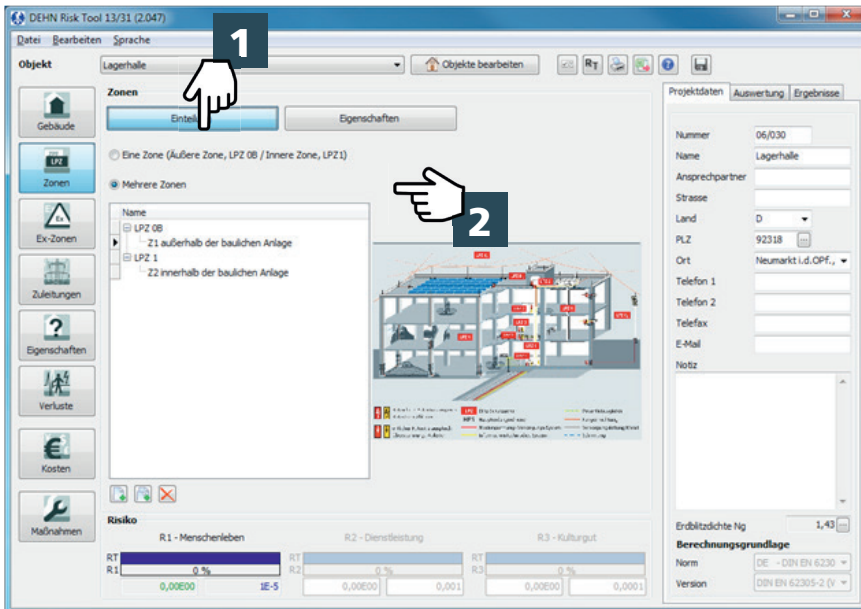 DEHN Risk Tool 13/31 (2.047)
Datei Bearbeiten Sprache
1
Objekt
Lagerhalle
Objekte bearbeiten
RT
Gebäude
Zonen
Ex-Zonen
Zuleitungen
Eigenschaften
Verluste
Kosten
Maßnahmen
LPZ
Ex
Zonen
Eigenschaften
Eine Zone (Äußere Zone, LPZ 0B / Innere Zone, LPZ1)
Mehrere Zonen
2
Name
LPZ 0B
Z1 außerhalb der baulichen Anlage
LPZ 1
Z2 innerhalb der baulichen Anlage
Risiko
R1 - Menschenleben
R2 - Dienstleistung
R3 - Kulturgut
RT
R1
0 %
0,00E00 1E-5
RT
R2
0 %
0,00E00 0,001
RT
R3
0 %
0,00E00 0,0001
Projektdaten Auswertung Ergebnisse
Nummer 06/030
Name Lagerhalle
Ansprechpartner
Strasse
Land D
PLZ 92318
Ort Neumarkt i.d.OPf.,
Telefon 1
Telefon 2
Telefax
E-Mail
Notiz
Erdblitzdichte Ng 1,43
Berechnungsgrundlage
Norm DE - DIN EN 6230
Version DIN EN 62305-2 (V